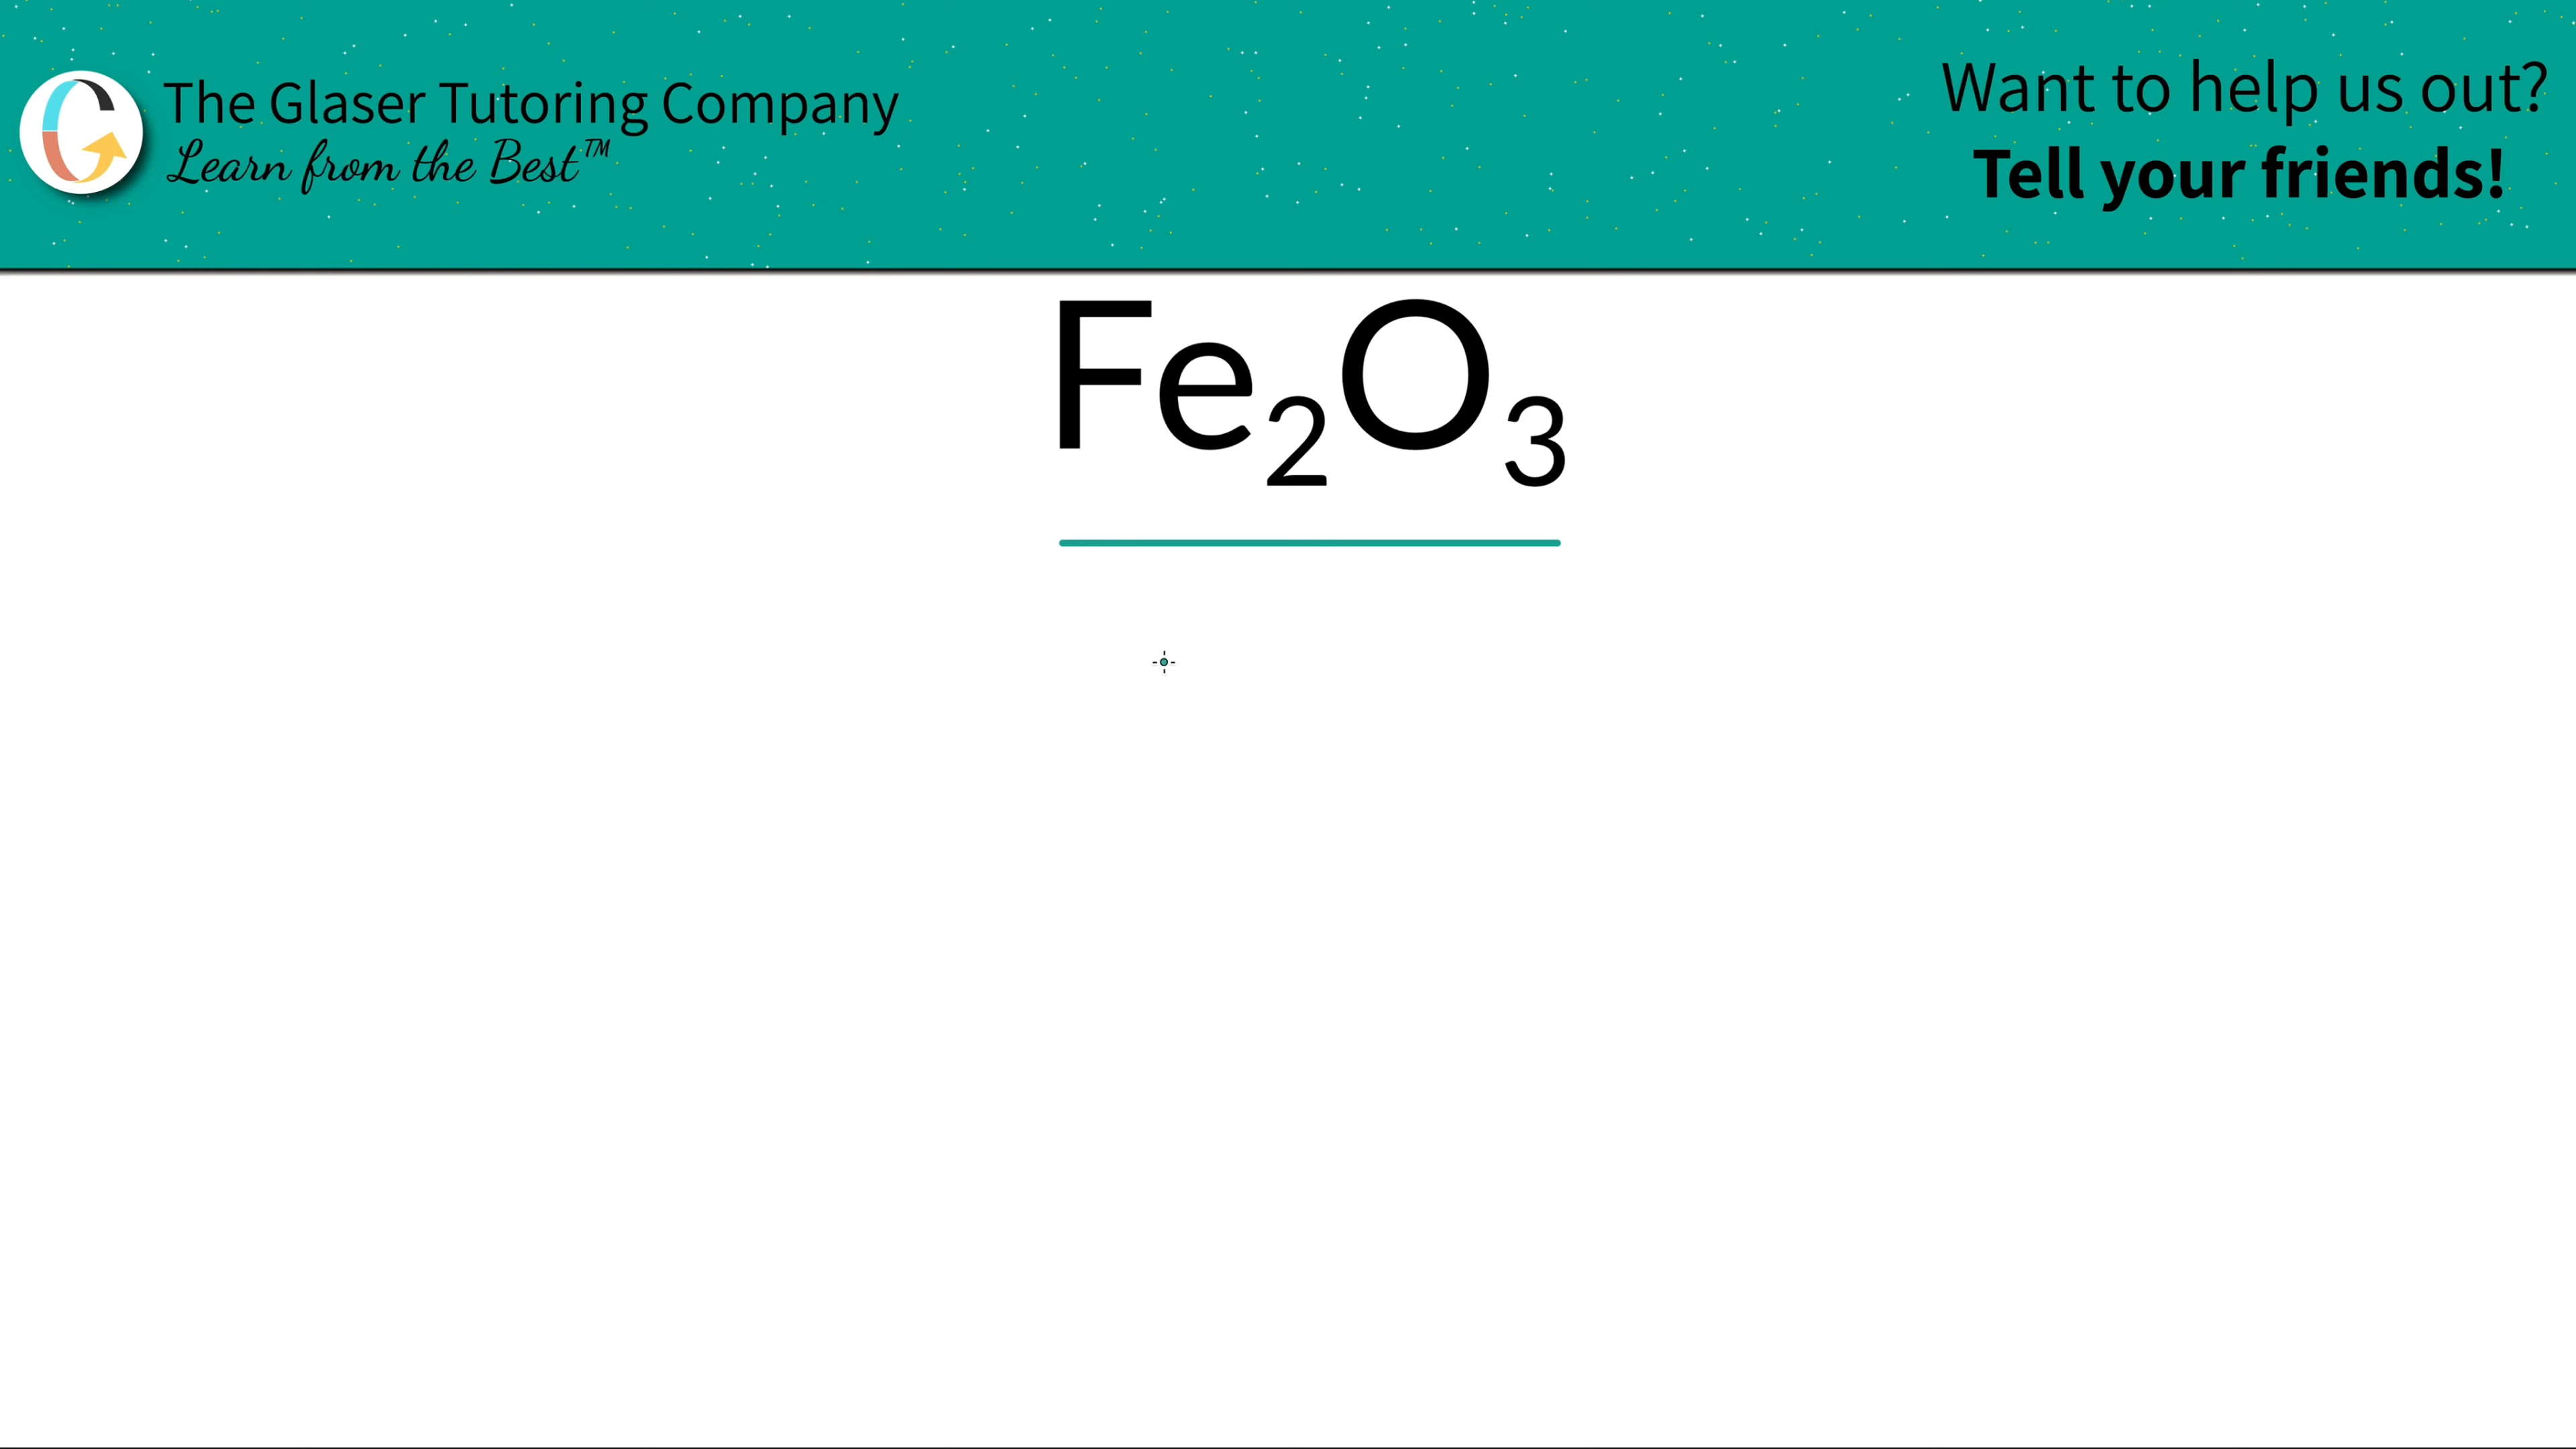 The Glaser Tutoring Company
Learn from the Best™
Want to help us out?
Tell your friends!
Fe₂O₃